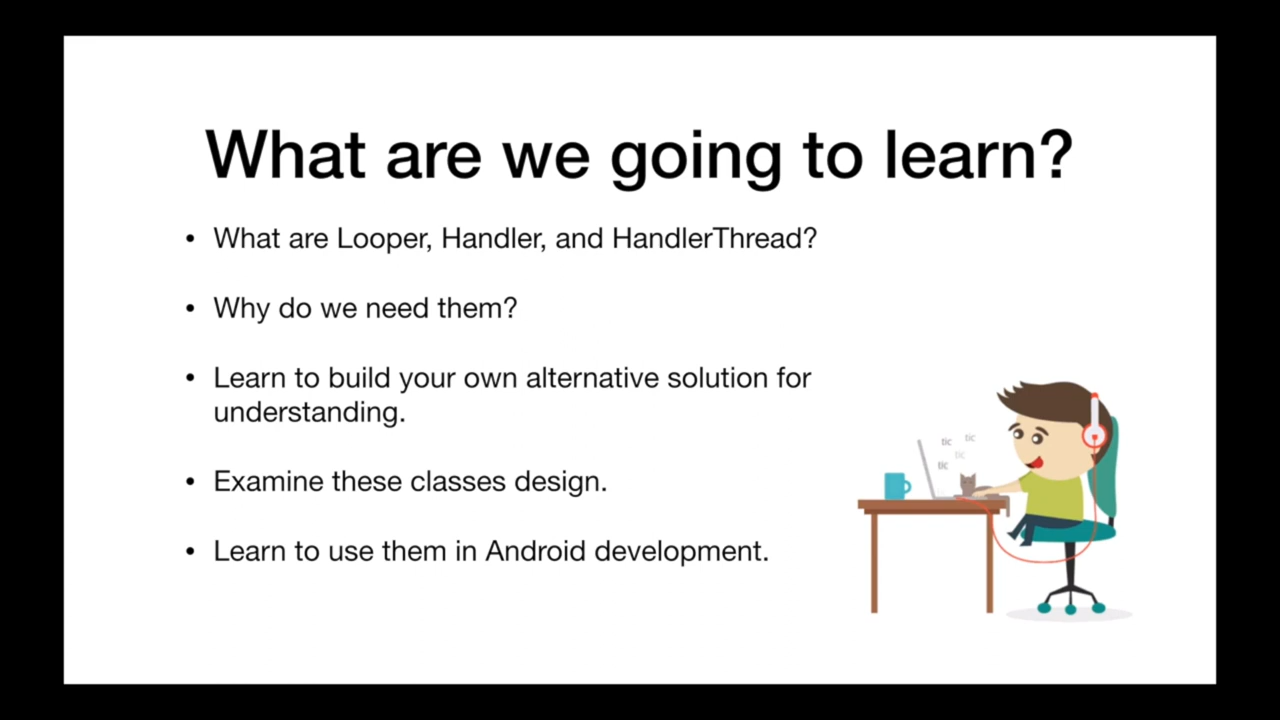 What are we going to learn?
• What are Looper, Handler, and HandlerThread?
• Why do we need them?
• Learn to build your own alternative solution for
understanding.
• Examine these classes design.
• Learn to use them in Android development.
tic tic
tic
tic